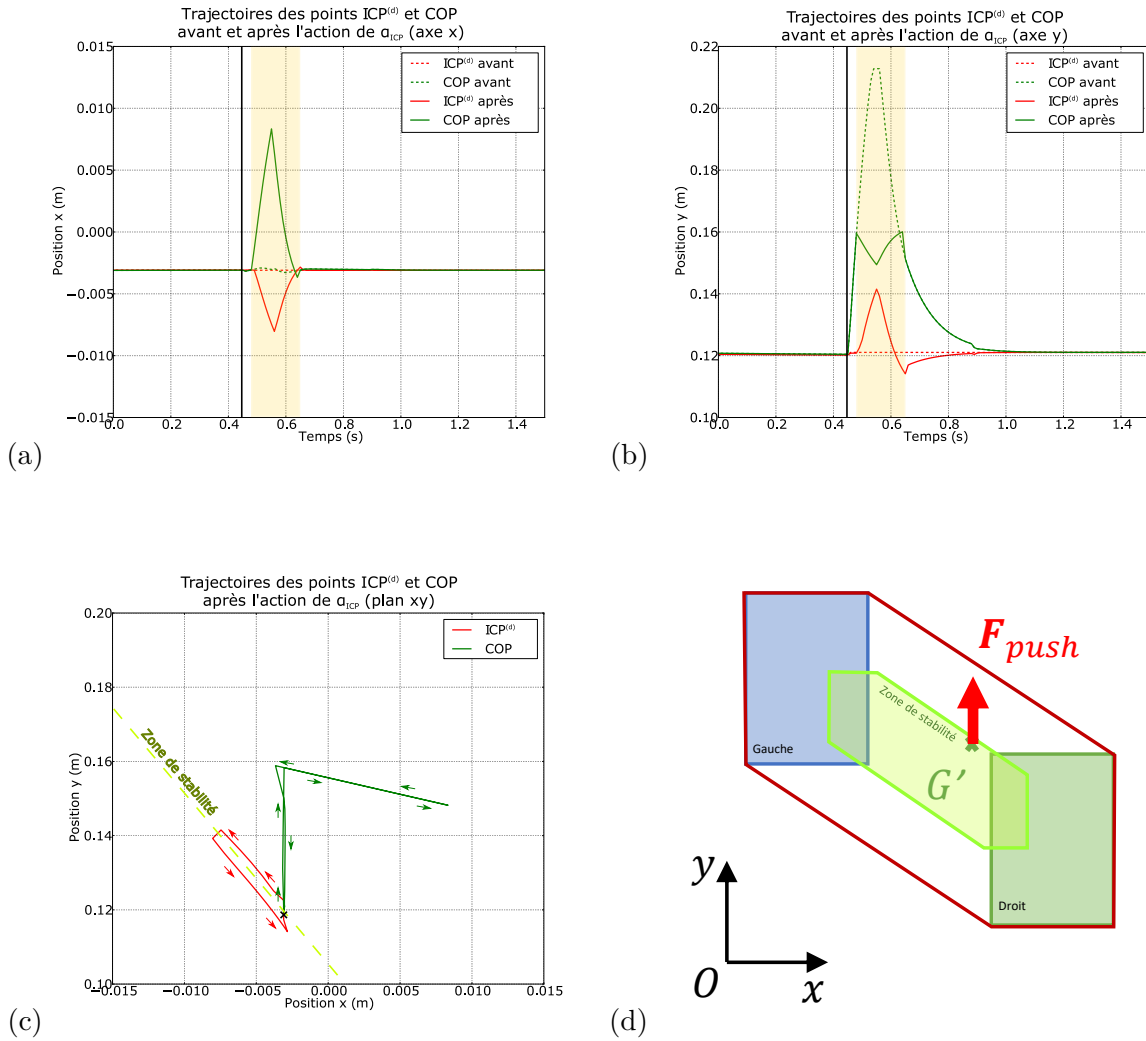 Trajectoires des points ICP⁽ᵈ⁾ et COP
avant et après l'action de α_ICP (axe x)
0.015
0.010
0.005
0.000
−0.005
−0.010
−0.015
Position x (m)
ICP⁽ᵈ⁾ avant
COP avant
ICP⁽ᵈ⁾ après
COP après
0.0 0.2 0.4 0.6 0.8 1.0 1.2 1.4
Temps (s)
(a)
Trajectoires des points ICP⁽ᵈ⁾ et COP
avant et après l'action de α_ICP (axe y)
0.22
0.20
0.18
0.16
0.14
0.12
0.10
Position y (m)
ICP⁽ᵈ⁾ avant
COP avant
ICP⁽ᵈ⁾ après
COP après
0.0 0.2 0.4 0.6 0.8 1.0 1.2 1.4
Temps (s)
(b)
Trajectoires des points ICP⁽ᵈ⁾ et COP
après l'action de α_ICP (plan xy)
0.20
0.18
0.16
0.14
0.12
0.10
Position y (m)
ICP⁽ᵈ⁾
COP
Zone de stabilité
−0.015 −0.010 −0.005 0.000 0.005 0.010 0.015
Position x (m)
(c)
F_push
Zone de stabilité
Gauche
G′
Droit
y
O
x
(d)